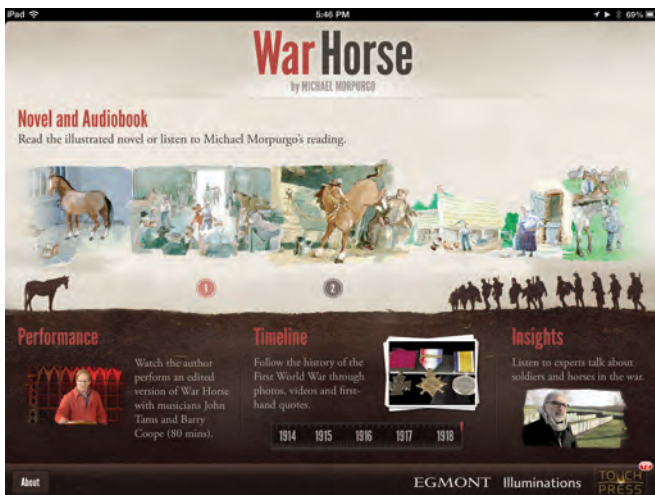 iPad 5:46 PM 69%
War Horse
by MICHAEL MORPURGO
Novel and Audiobook
Read the illustrated novel or listen to Michael Morpurgo's reading.
1 2
Performance
Watch the author
perform an edited
version of War Horse
with musicians John
Tams and Barry
Coope (80 mins).
Timeline
Follow the history of the
First World War through
photos, videos and first-
hand quotes.
1914 1915 1916 1917 1918
Insights
Listen to experts talk about
soldiers and horses in the war.
About
EGMONT Illuminations
TOUCH
PRESS